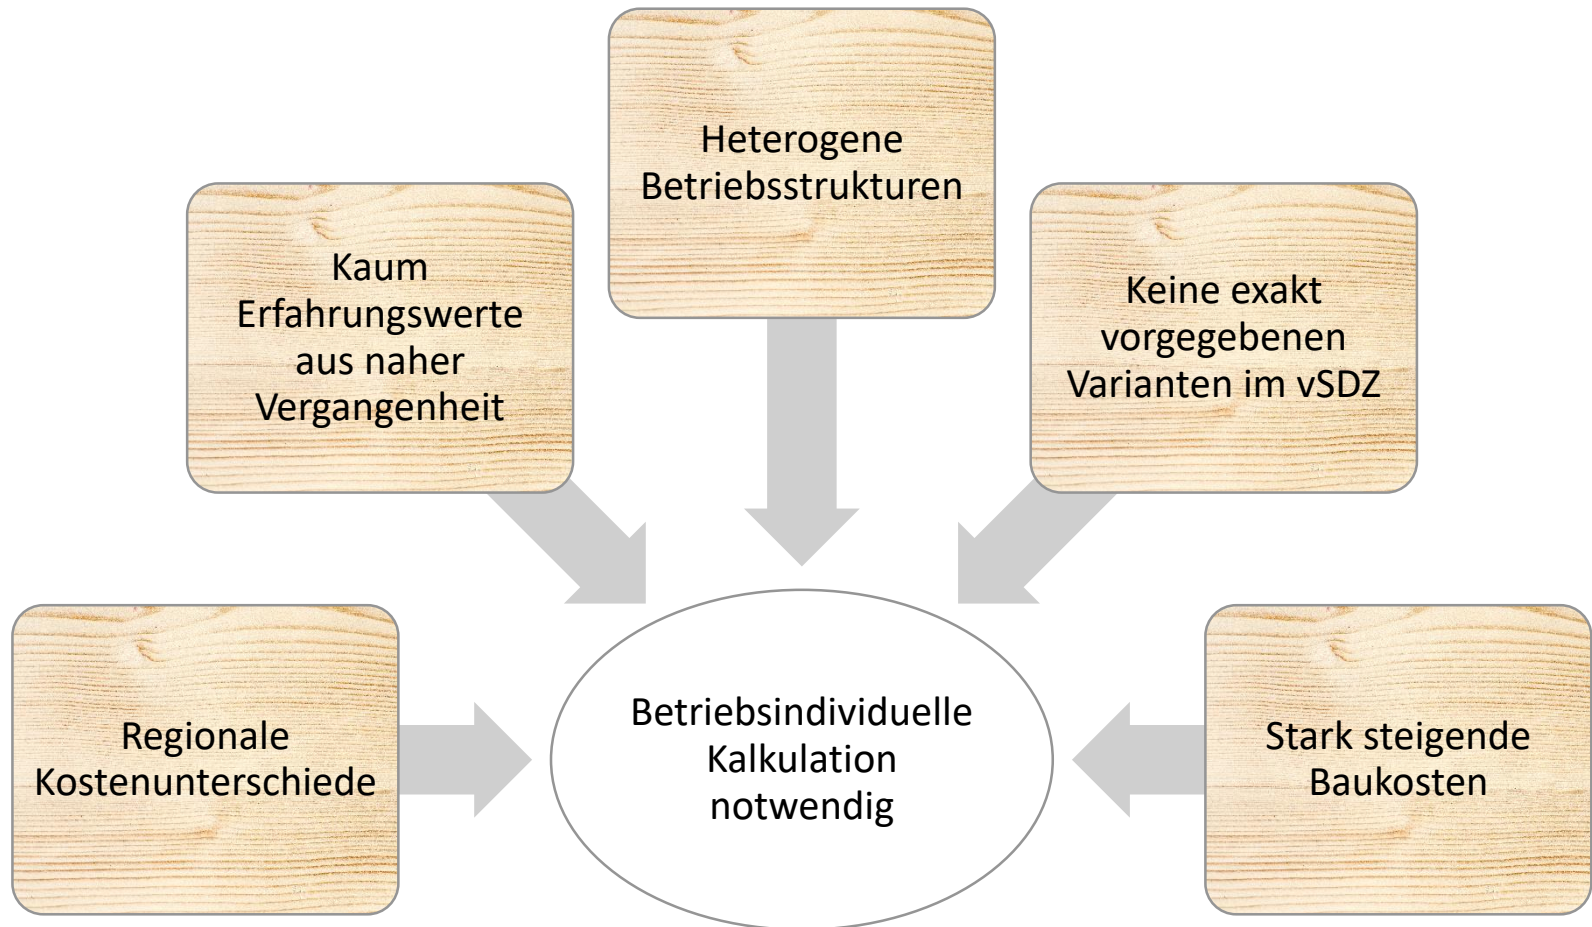 Heterogene
Betriebsstrukturen
Kaum
Erfahrungswerte
aus naher
Vergangenheit
Keine exakt
vorgegebenen
Varianten im vSDZ
Regionale
Kostenunterschiede
Betriebsindividuelle
Kalkulation
notwendig
Stark steigende
Baukosten